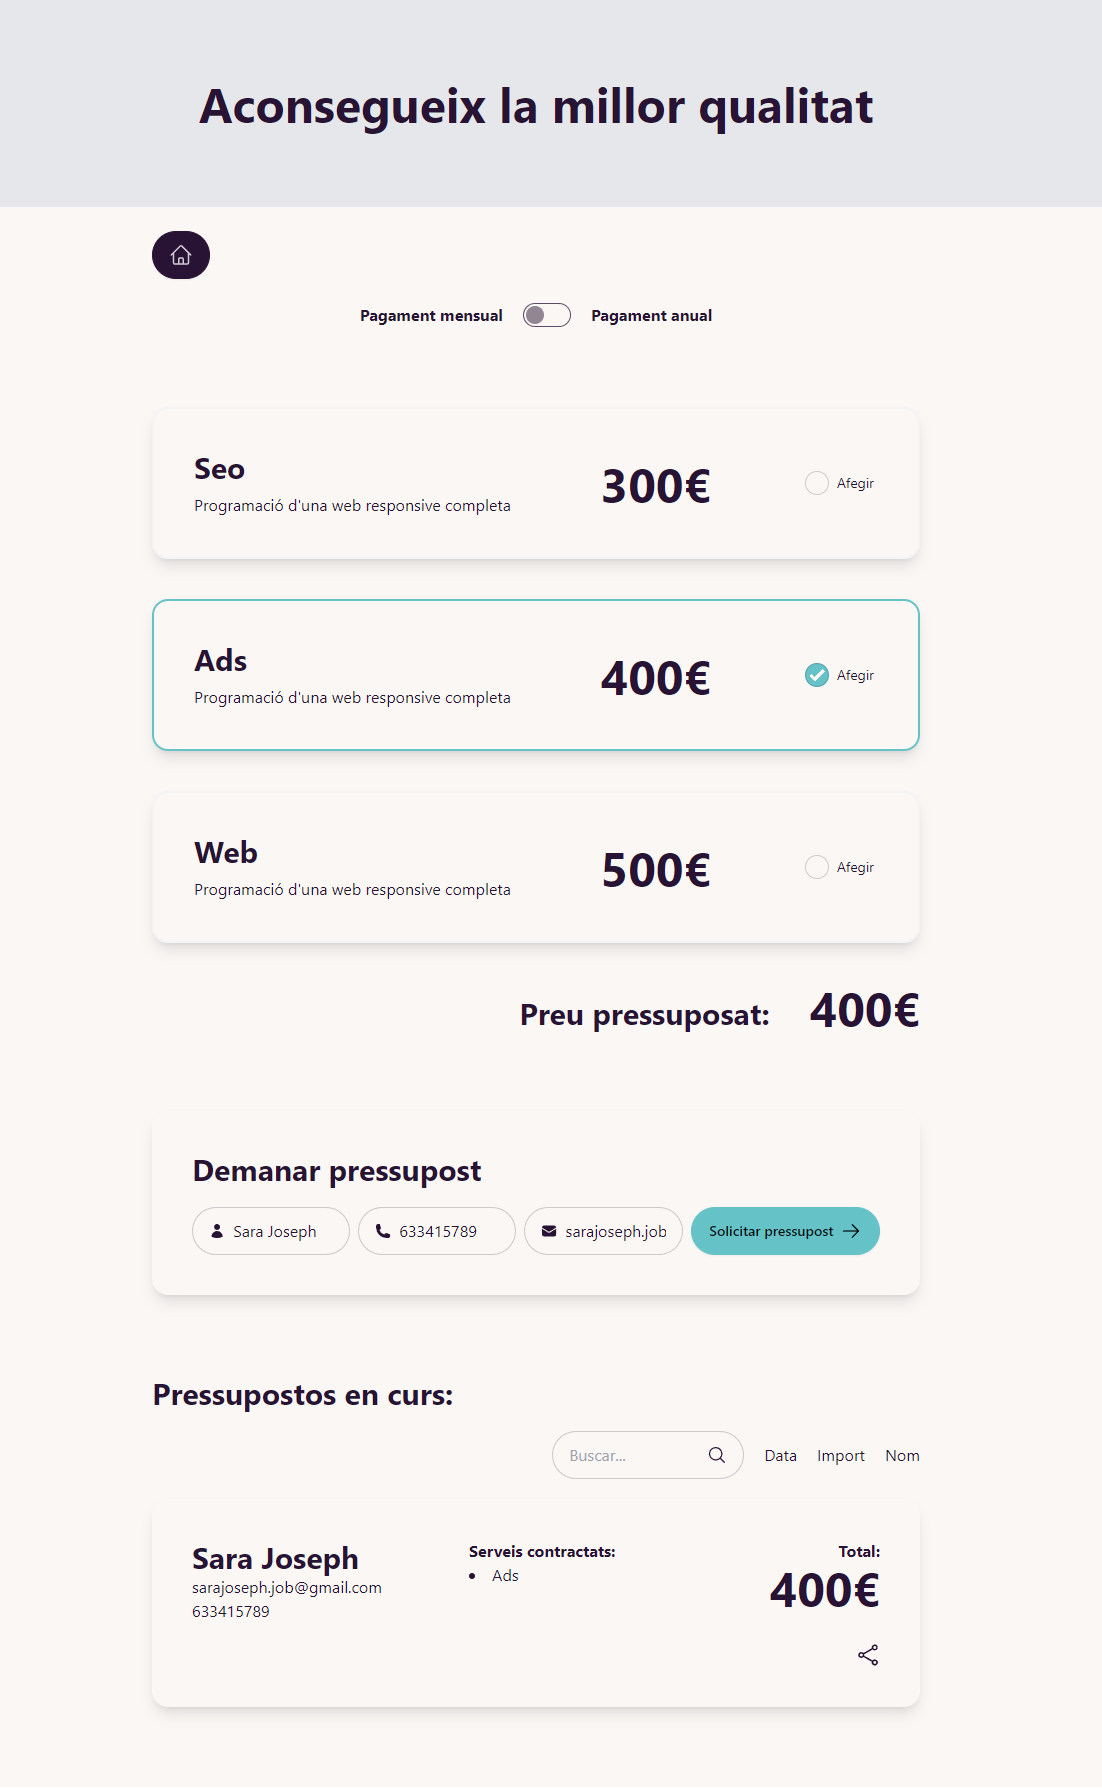 Aconsegueix la millor qualitat
Pagament mensual Pagament anual
Seo
Programació d'una web responsive completa
300€
Afegir
Ads
Programació d'una web responsive completa
400€
Afegir
Web
Programació d'una web responsive completa
500€
Afegir
Preu pressuposat: 400€
Demanar pressupost
Sara Joseph
633415789
sarajoseph.job
Solicitar pressupost
Pressupostos en curs:
Buscar...
Data Import Nom
Sara Joseph
sarajoseph.job@gmail.com
633415789
Serveis contractats:
• Ads
Total:
400€